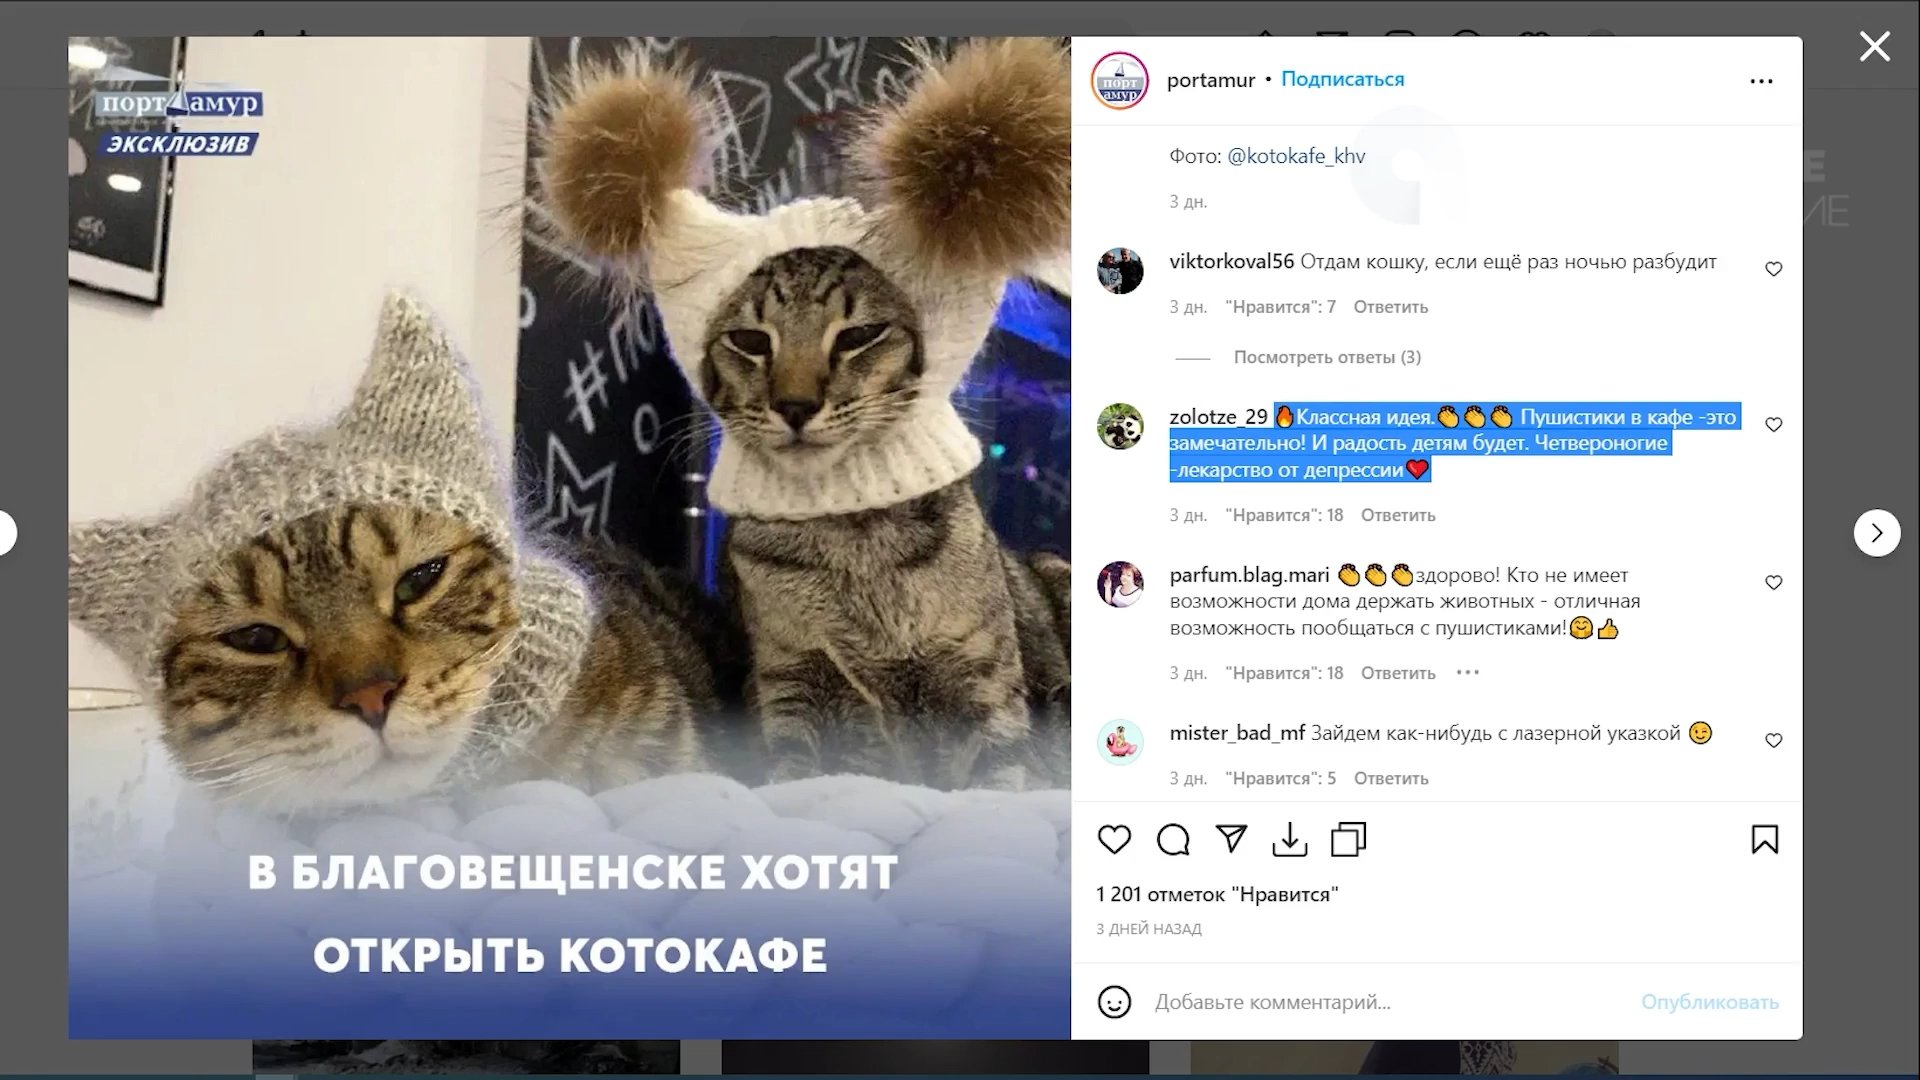 порт амур
ЭКСКЛЮЗИВ
В БЛАГОВЕЩЕНСКЕ ХОТЯТ
ОТКРЫТЬ КОТОКАФЕ
порт
амур
portamur • Подписаться
Фото: @kotokafe_khv
3 дн.
viktorkoval56 Отдам кошку, если ещё раз ночью разбудит
3 дн. "Нравится": 7 Ответить
Посмотреть ответы (3)
zolotze_29 🔥Классная идея.👏👏👏 Пушистики в кафе -это
замечательно! И радость детям будет. Четвероногие
-лекарство от депрессии❤️
3 дн. "Нравится": 18 Ответить
parfum.blag.mari 👏👏👏здорово! Кто не имеет
возможности дома держать животных - отличная
возможность пообщаться с пушистиками!🤗👍
3 дн. "Нравится": 18 Ответить
mister_bad_mf Зайдем как-нибудь с лазерной указкой 😉
3 дн. "Нравится": 5 Ответить
1 201 отметок "Нравится"
3 ДНЕЙ НАЗАД
Добавьте комментарий...
Опубликовать